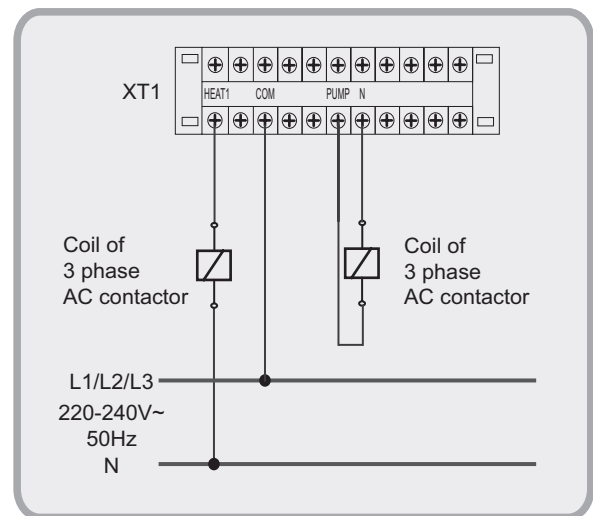 XT1
HEAT1 COM PUMP N
Coil of
3 phase
AC contactor
Coil of
3 phase
AC contactor
L1/L2/L3
220-240V~
50Hz
N